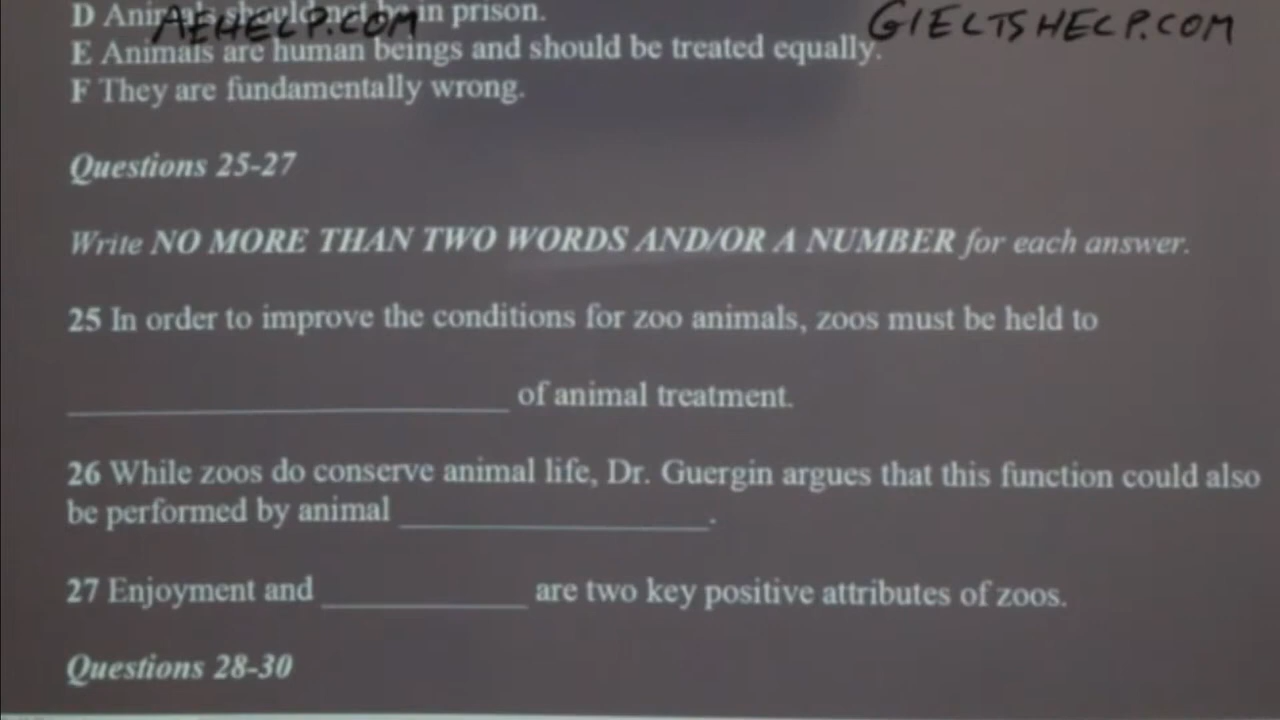 D Animals should not be in prison.
AEHELP.COM
GIELTSHELP.COM
E Animals are human beings and should be treated equally.
F They are fundamentally wrong.
Questions 25-27
Write NO MORE THAN TWO WORDS AND/OR A NUMBER for each answer.
25 In order to improve the conditions for zoo animals, zoos must be held to
____________________ of animal treatment.
26 While zoos do conserve animal life, Dr. Guergin argues that this function could also
be performed by animal ____________________.
27 Enjoyment and ______________ are two key positive attributes of zoos.
Questions 28-30